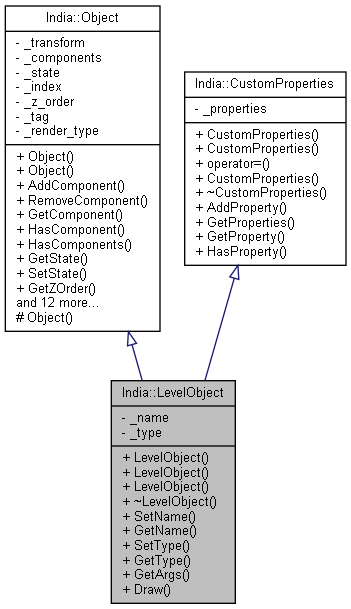 India::Object
- _transform
- _components
- _state
- _index
- _z_order
- _tag
- _render_type
+ Object()
+ Object()
+ AddComponent()
+ RemoveComponent()
+ GetComponent()
+ HasComponent()
+ HasComponents()
+ GetState()
+ SetState()
+ GetZOrder()
and 12 more...
# Object()
India::CustomProperties
- _properties
+ CustomProperties()
+ CustomProperties()
+ operator=()
+ CustomProperties()
+ ~CustomProperties()
+ AddProperty()
+ GetProperties()
+ GetProperty()
+ HasProperty()
India::LevelObject
- _name
- _type
+ LevelObject()
+ LevelObject()
+ LevelObject()
+ ~LevelObject()
+ SetName()
+ GetName()
+ SetType()
+ GetType()
+ GetArgs()
+ Draw()